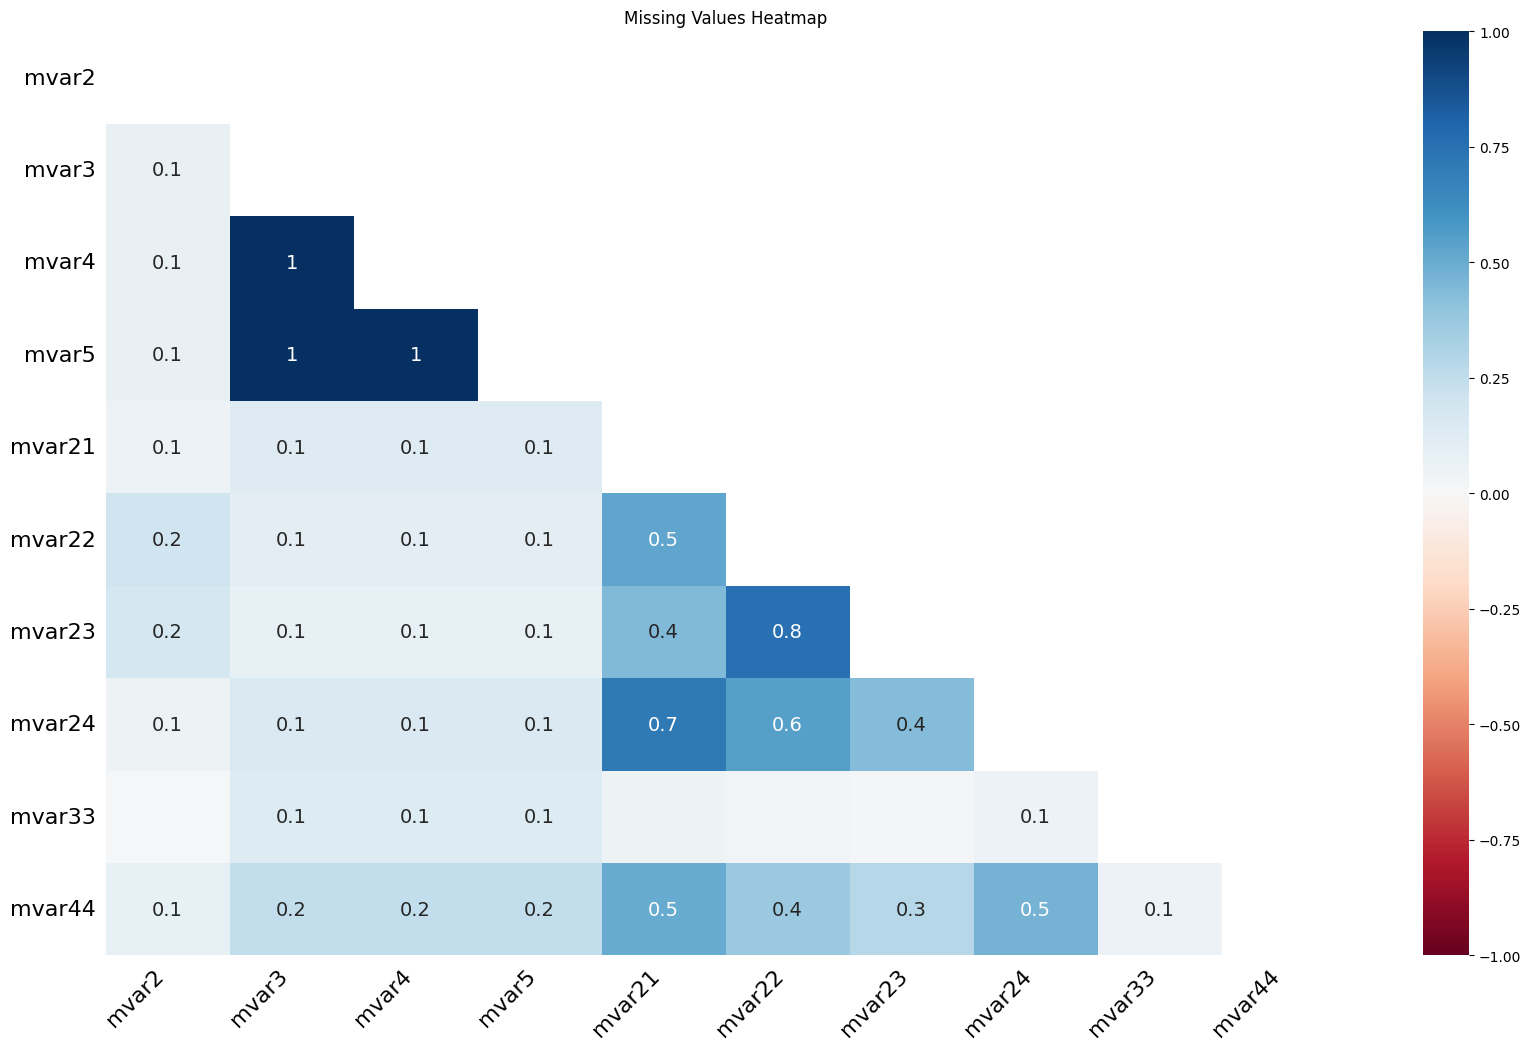 Missing Values Heatmap
mvar2
mvar3 0.1
mvar4 0.1 1
mvar5 0.1 1 1
mvar21 0.1 0.1 0.1 0.1
mvar22 0.2 0.1 0.1 0.1 0.5
mvar23 0.2 0.1 0.1 0.1 0.4 0.8
mvar24 0.1 0.1 0.1 0.1 0.7 0.6 0.4
mvar33 0.1 0.1 0.1 0.1
mvar44 0.1 0.2 0.2 0.2 0.5 0.4 0.3 0.5 0.1
mvar2 mvar3 mvar4 mvar5 mvar21 mvar22 mvar23 mvar24 mvar33 mvar44
1.00
0.75
0.50
0.25
0.00
−0.25
−0.50
−0.75
−1.00